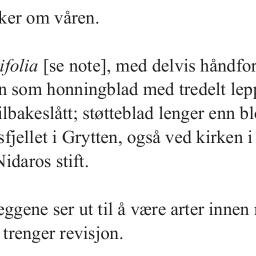 ker om våren.
ifolia [se note], med delvis håndfor
n som honningblad med tredelt lepp
ilbakeslått; støtteblad lenger enn bl
sfjellet i Grytten, også ved kirken i
Nidaros stift.
eggene ser ut til å være arter innen
trenger revisjon.